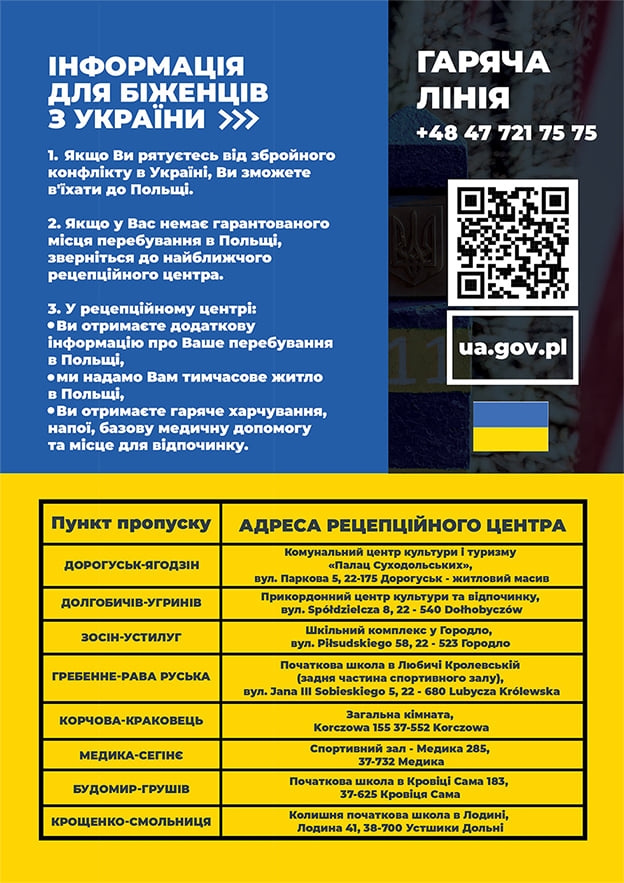 ІНФОРМАЦІЯ
ДЛЯ БІЖЕНЦІВ
З УКРАЇНИ >>>
1. Якщо Ви рятуєтесь від збройного
конфлікту в Україні, Ви зможете
в'їхати до Польщі.
2. Якщо у Вас немає гарантованого
місця перебування в Польщі,
зверніться до найближчого
рецепційного центра.
3. У рецепційному центрі:
•Ви отримаєте додаткову
інформацію про Ваше перебування
в Польщі,
•ми надамо Вам тимчасове житло
в Польщі,
•Ви отримаєте гаряче харчування,
напої, базову медичну допомогу
та місце для відпочинку.
ГАРЯЧА
ЛІНІЯ
+48 47 721 75 75
ua.gov.pl
Пункт пропуску
АДРЕСА РЕЦЕПЦІЙНОГО ЦЕНТРА
ДОРОГУСЬК-ЯГОДЗІН
Комунальний центр культури і туризму
«Палац Суходольських»,
вул. Паркова 5, 22-175 Дорогуськ - житловий масив
ДОЛГОБИЧІВ-УГРИНІВ
Прикордонний центр культури та відпочинку,
вул. Spółdzielcza 8, 22 - 540 Dołhobyczów
ЗОСІН-УСТИЛУГ
Шкільний комплекс у Городло,
вул. Piłsudskiego 58, 22 - 523 Городло
ГРЕБЕННЕ-РАВА РУСЬКА
Початкова школа в Любичі Кролевській
(задня частина спортивного залу),
вул. Jana III Sobieskiego 5, 22 - 680 Lubycza Królewska
КОРЧОВА-КРАКОВЕЦЬ
Загальна кімната,
Korczowa 155 37-552 Korczowa
МЕДИКА-СЕГІНЄ
Спортивний зал - Медика 285,
37-732 Медика
БУДОМИР-ГРУШІВ
Початкова школа в Кровіці Сама 183,
37-625 Кровіця Сама
КРОЩЕНКО-СМОЛЬНИЦЯ
Колишня початкова школа в Лодині,
Лодина 41, 38-700 Устшики Дольні